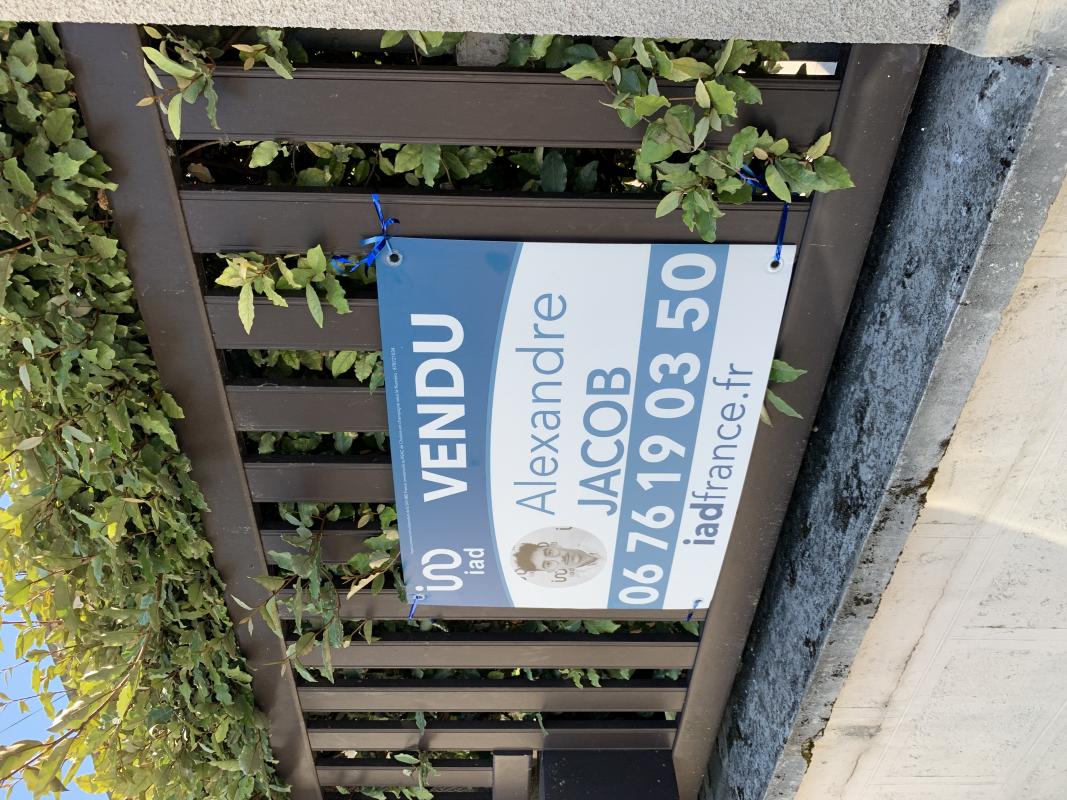 iad
VENDU
Alexandre
JACOB
06 76 19 03 50
iadfrance.fr